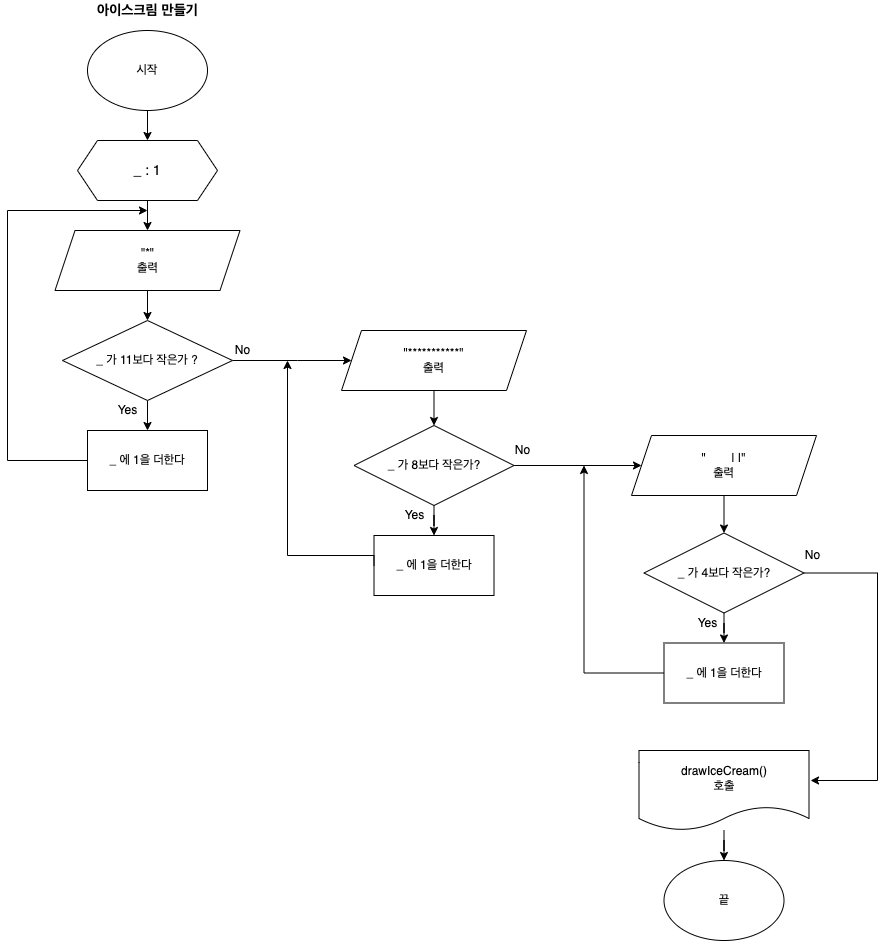 아이스크림 만들기
시작
_ : 1
"*"
출력
_ 가 11보다 작은가 ?
No
Yes
_ 에 1을 더한다
"***********"
출력
_ 가 8보다 작은가?
No
Yes
_ 에 1을 더한다
"       | |"
출력
_ 가 4보다 작은가?
No
Yes
_ 에 1을 더한다
drawIceCream()
호출
끝